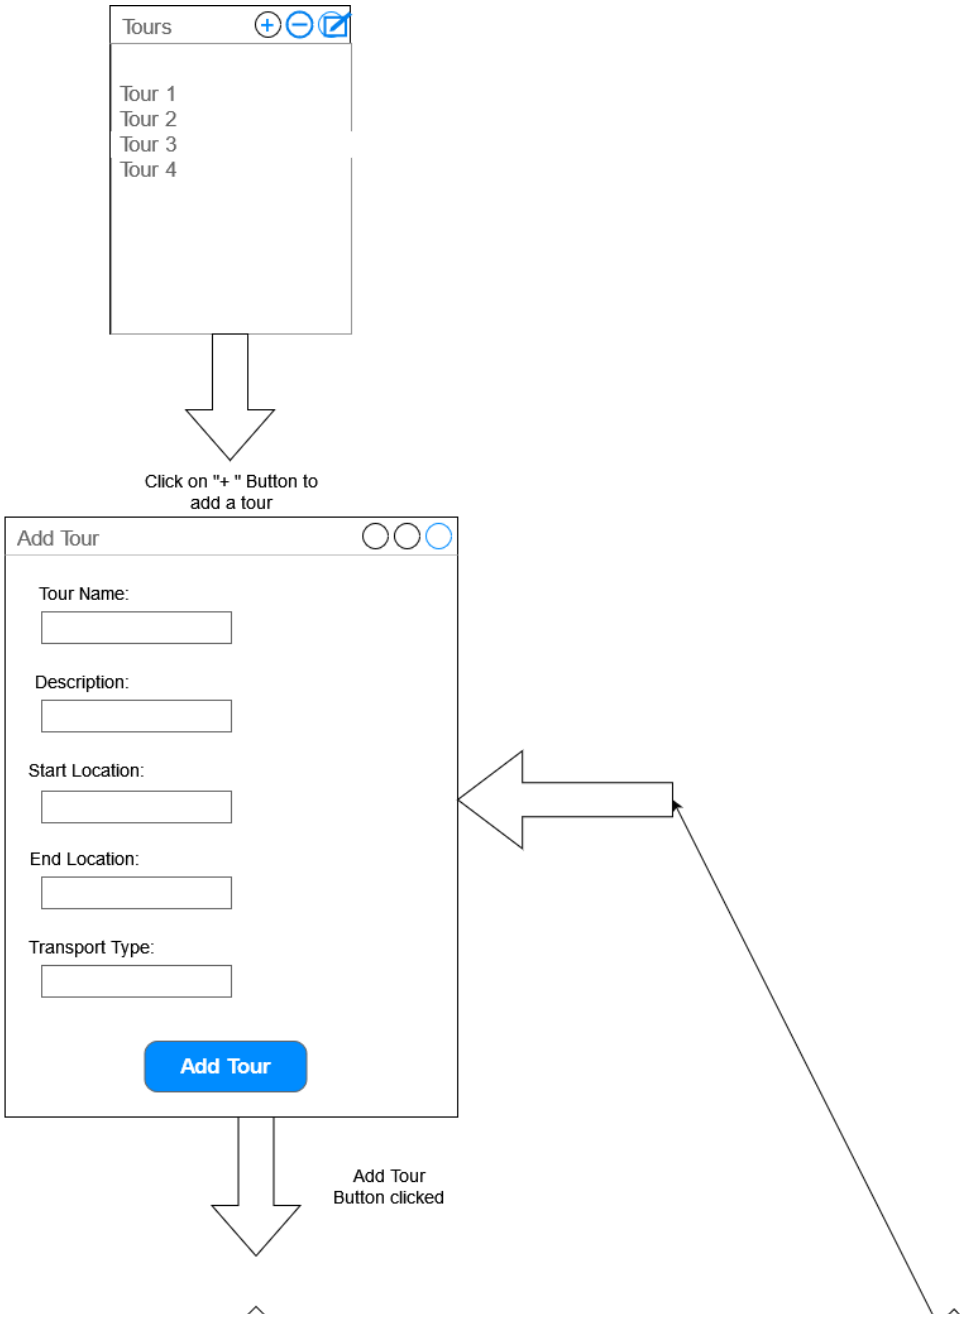 Tours
Tour 1
Tour 2
Tour 3
Tour 4
Click on "+ " Button to
add a tour
Add Tour
Tour Name:
Description:
Start Location:
End Location:
Transport Type:
Add Tour
Add Tour
Button clicked